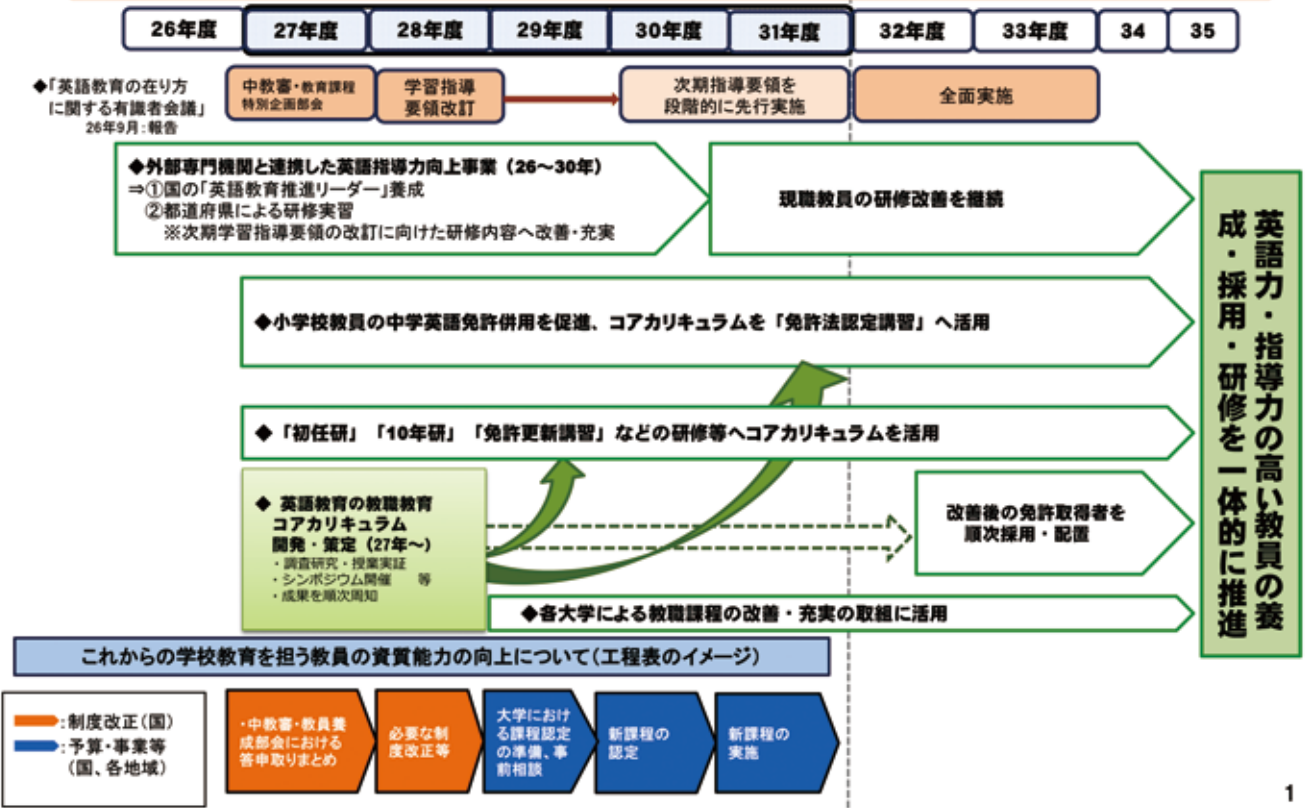 26年度 27年度 28年度 29年度 30年度 31年度 32年度 33年度 34 35
◆「英語教育の在り方
に関する有識者会議」
26年9月：報告
中教審・教育課程
特別企画部会
学習指導
要領改訂
次期指導要領を
段階的に先行実施
全面実施
◆外部専門機関と連携した英語指導力向上事業（26～30年）
⇒①国の「英語教育推進リーダー」養成
②都道府県による研修実習
※次期学習指導要領の改訂に向けた研修内容へ改善・充実
現職教員の研修改善を継続
◆小学校教員の中学英語免許併用を促進、コアカリキュラムを「免許法認定講習」へ活用
◆「初任研」「10年研」「免許更新講習」などの研修等へコアカリキュラムを活用
◆ 英語教育の教職教育
コアカリキュラム
開発・策定（27年～）
・調査研究・授業実証
・シンポジウム開催 等
・成果を順次周知
改善後の免許取得者を
順次採用・配置
◆各大学による教職課程の改善・充実の取組に活用
英語力・指導力の高い教員の養
成・採用・研修を一体的に推進
これからの学校教育を担う教員の資質能力の向上について（工程表のイメージ）
：制度改正（国）
：予算・事業等
（国、各地域）
・中教審・教員養
成部会における
答申取りまとめ
必要な制
度改正等
大学におけ
る課程認定
の準備、事
前相談
新課程の
認定
新課程の
実施
1